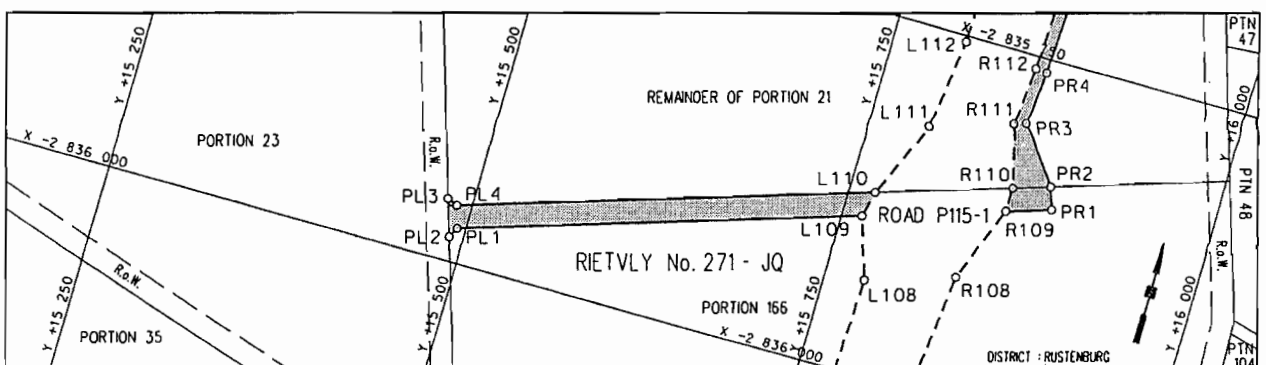 Y +15 250
Y +15 500
Y +15 750
X -2 835 750
L112
PTN
47
R112
PR4
REMAINDER OF PORTION 21
PORTION 23
L111
R111
PR3
Y +16 000
R.o.W.
X -2 836 000
PL3
PL4
L110
R110
PR2
PTN 48
PL2
PL1
L109
ROAD P115-1
R109
PR1
RIETVLY No. 271 - JQ
R.o.W.
R.o.W.
Y +15 250
Y +15 500
Y +15 750
L108
R108
PORTION 166
PORTION 35
X -2 836 000
Y +16 000
DISTRICT : RUSTENBURG
PTN
104